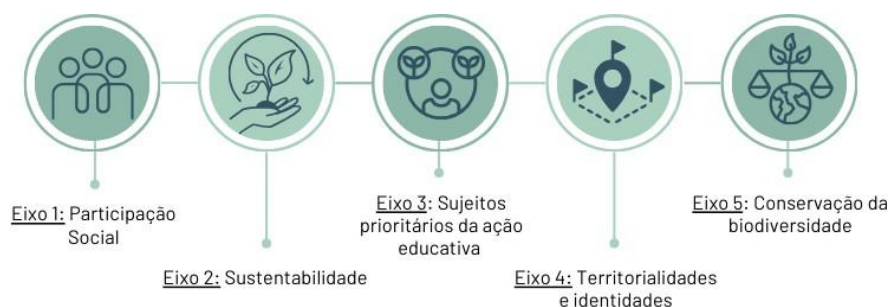 Eixo 1: Participação
Social
Eixo 2: Sustentabilidade
Eixo 3: Sujeitos
prioritários da ação
educativa
Eixo 4: Territorialidades
e identidades
Eixo 5: Conservação da
biodiversidade